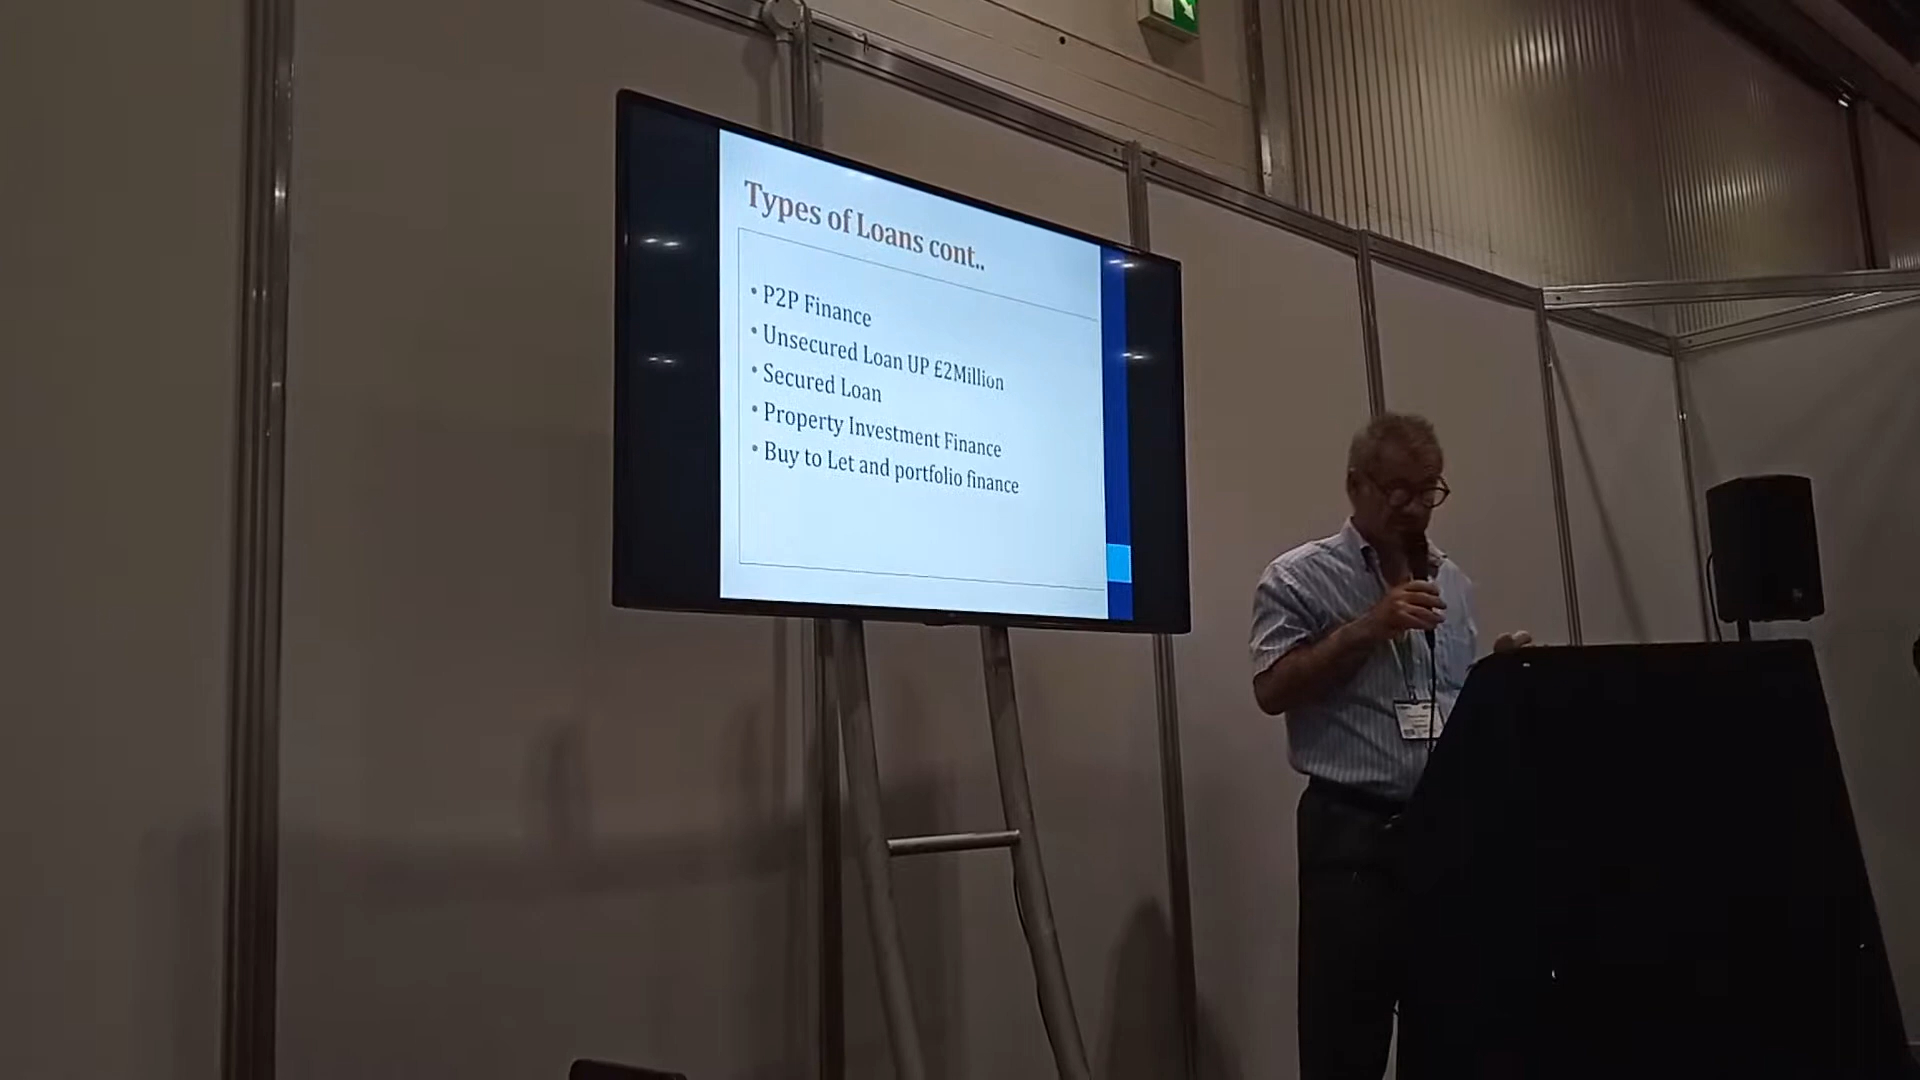 Types of Loans cont..
• P2P Finance
• Unsecured Loan UP £2Million
• Secured Loan
• Property Investment Finance
• Buy to Let and portfolio finance